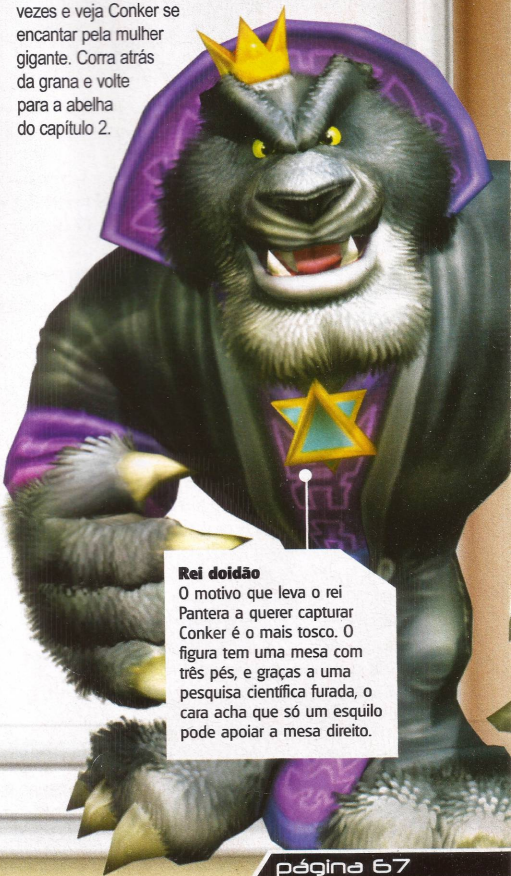 vezes e veja Conker se
encantar pela mulher
gigante. Corra atrás
da grana e volte
para a abelha
do capítulo 2.
Rei doidão
O motivo que leva o rei
Pantera a querer capturar
Conker é o mais tosco. O
figura tem uma mesa com
três pés, e graças a uma
pesquisa científica furada, o
cara acha que só um esquilo
pode apoiar a mesa direito.
página 67